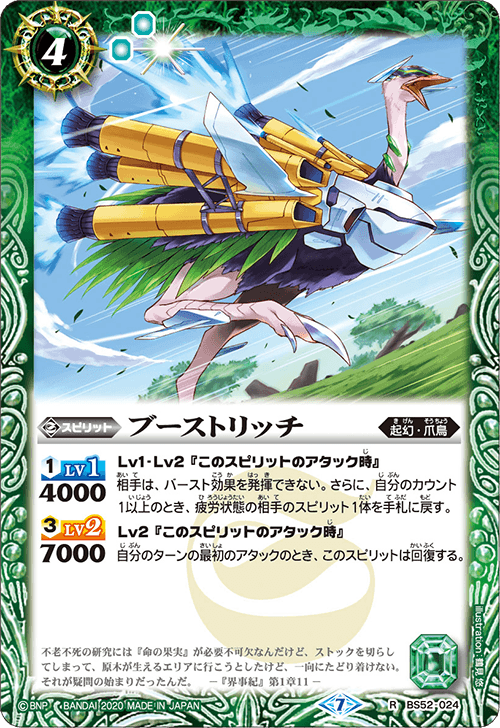 4
スピリット
ブーストリッチ
きげん そうちょう
起幻・爪鳥
1 LV1
4000
Lv1・Lv2『このスピリットのアタック時』
相手は、バースト効果を発揮できない。さらに、自分のカウント
1以上のとき、疲労状態の相手のスピリット1体を手札に戻す。
3 LV2
7000
Lv2『このスピリットのアタック時』
自分のターンの最初のアタックのとき、このスピリットは回復する。
不老不死の研究には『命の果実』が必要不可欠なんだけど、ストックを切らし
てしまって、原木が生えるエリアに行こうとしたけど、一向にたどり着けない。
それが疑問の始まりだったんだ。 ―『界事紀』第1章11―
©BNP BANDAI 2020 MADE IN JAPAN
7
R BS52-024